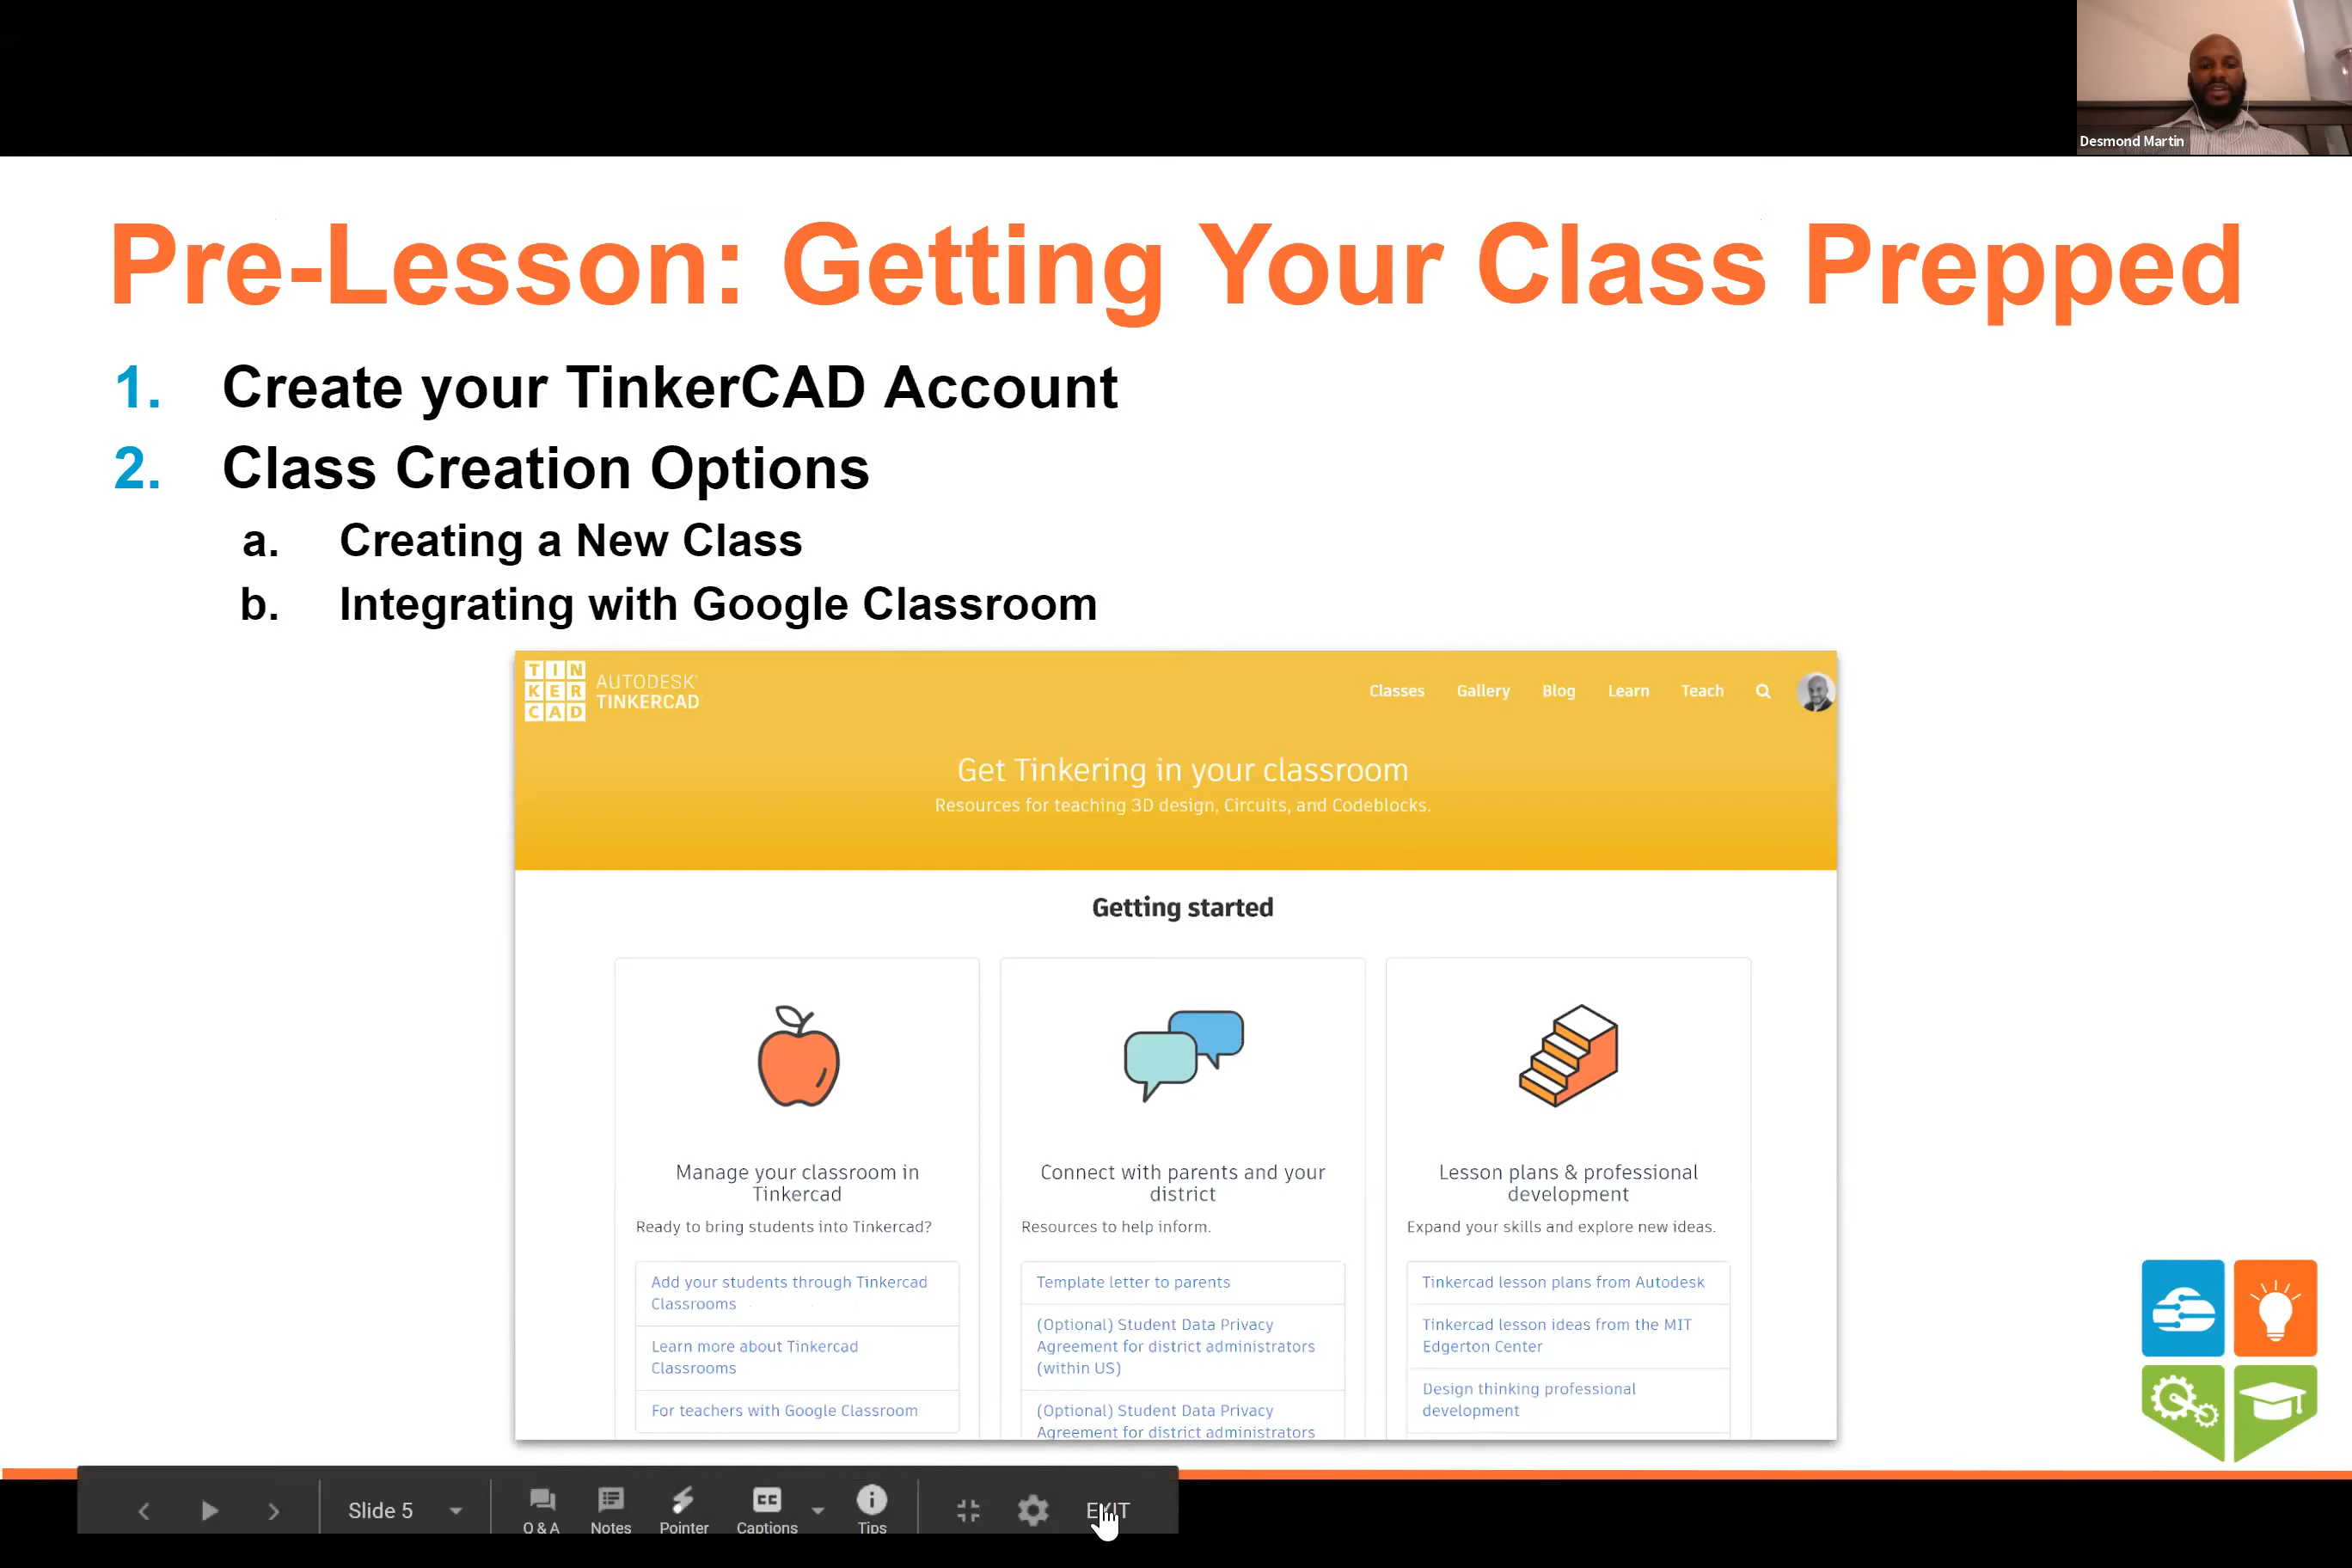 Desmond Martin
Pre-Lesson: Getting Your Class Prepped
1. Create your TinkerCAD Account
2. Class Creation Options
a. Creating a New Class
b. Integrating with Google Classroom
TIN
KER
CAD
AUTODESK
TINKERCAD
Classes Gallery Blog Learn Teach
Get Tinkering in your classroom
Resources for teaching 3D design, Circuits, and Codeblocks.
Getting started
Manage your classroom in
Tinkercad
Ready to bring students into Tinkercad?
Add your students through Tinkercad
Classrooms
Learn more about Tinkercad
Classrooms
For teachers with Google Classroom
Connect with parents and your
district
Resources to help inform.
Template letter to parents
(Optional) Student Data Privacy
Agreement for district administrators
(within US)
(Optional) Student Data Privacy
Agreement for district administrators
Lesson plans & professional
development
Expand your skills and explore new ideas.
Tinkercad lesson plans from Autodesk
Tinkercad lesson ideas from the MIT
Edgerton Center
Design thinking professional
development
Slide 5
Q & A
Notes
Pointer
CC
Captions
Tips
EXIT